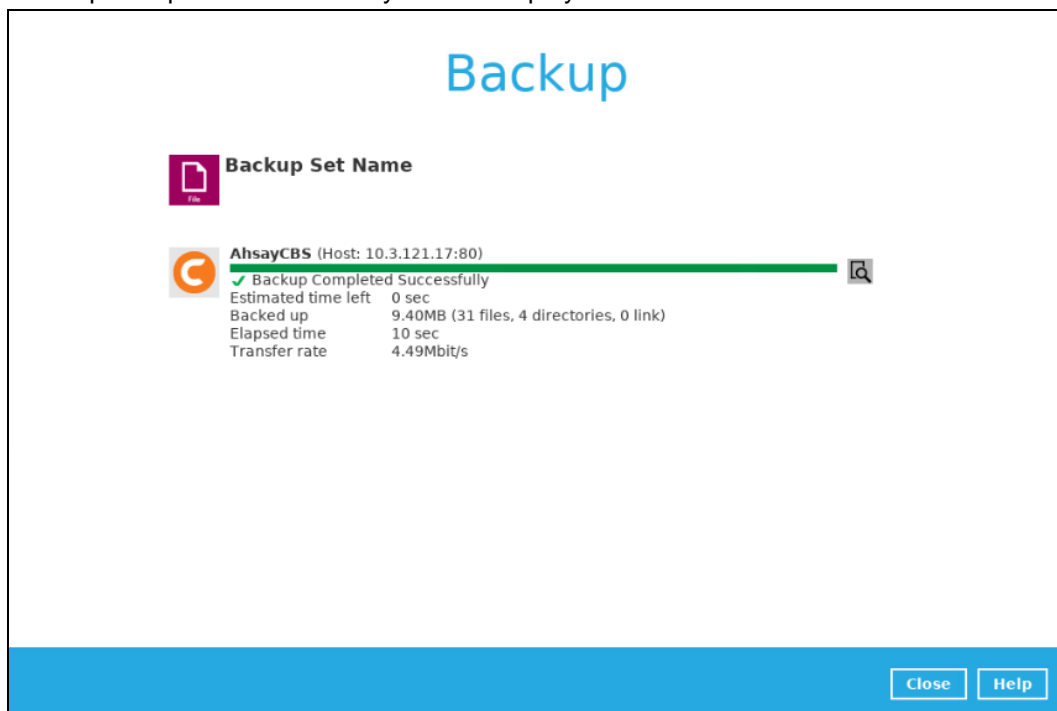 Backup
Backup Set Name
File
AhsayCBS (Host: 10.3.121.17:80)
✓ Backup Completed Successfully
Estimated time left 0 sec
Backed up 9.40MB (31 files, 4 directories, 0 link)
Elapsed time 10 sec
Transfer rate 4.49Mbit/s
Close Help